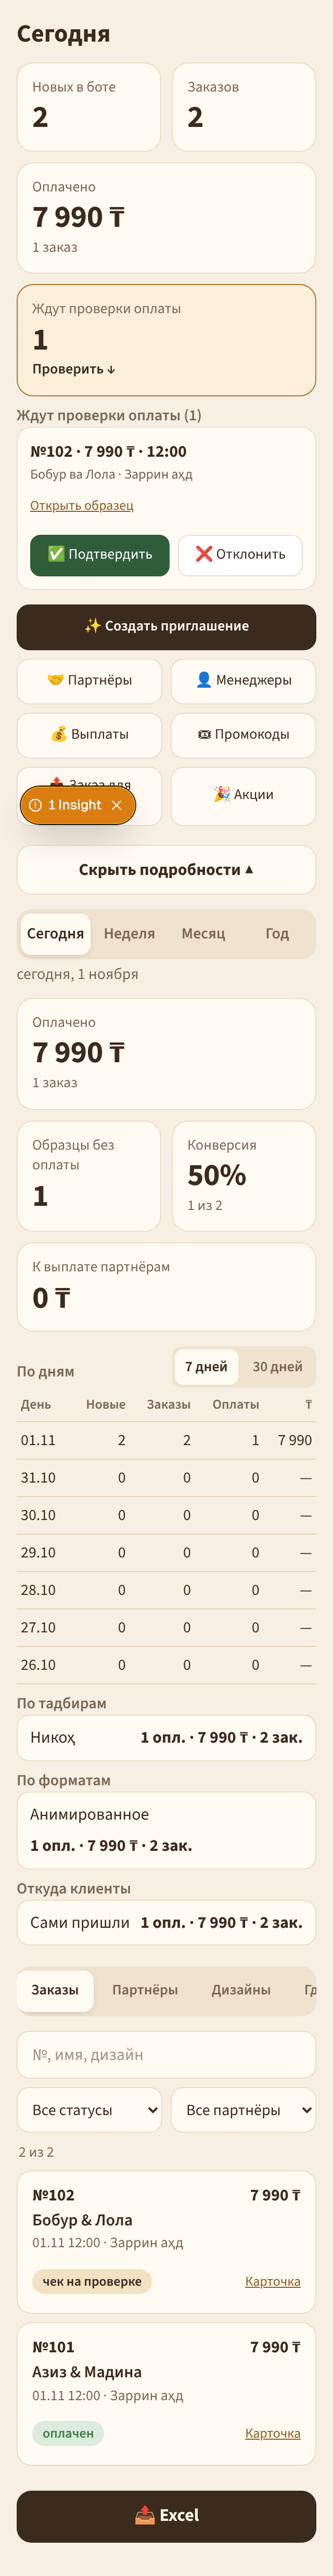 Сегодня
Новых в боте
2
Заказов
2
Оплачено
7 990 ₸
1 заказ
Ждут проверки оплаты
1
Проверить ↓
Ждут проверки оплаты (1)
№102 · 7 990 ₸ · 12:00
Бобур ва Лола · Заррин аҳд
Открыть образец
✅ Подтвердить
❌ Отклонить
✨ Создать приглашение
🤝 Партнёры
👤 Менеджеры
💰 Выплаты
🎟 Промокоды
📤 Заказ для
1 Insight ×
🎉 Акции
Скрыть подробности ▴
Сегодня
Неделя
Месяц
Год
сегодня, 1 ноября
Оплачено
7 990 ₸
1 заказ
Образцы без
оплаты
1
Конверсия
50%
1 из 2
К выплате партнёрам
0 ₸
По дням
7 дней
30 дней
День Новые Заказы Оплаты ₸
01.11 2 2 1 7 990
31.10 0 0 0 —
30.10 0 0 0 —
29.10 0 0 0 —
28.10 0 0 0 —
27.10 0 0 0 —
26.10 0 0 0 —
По тадбирам
Никоҳ 1 опл. · 7 990 ₸ · 2 зак.
По форматам
Анимированное
1 опл. · 7 990 ₸ · 2 зак.
Откуда клиенты
Сами пришли 1 опл. · 7 990 ₸ · 2 зак.
Заказы
Партнёры
Дизайны
№, имя, дизайн
Все статусы
Все партнёры
2 из 2
№102 7 990 ₸
Бобур & Лола
01.11 12:00 · Заррин аҳд
чек на проверке
Карточка
№101 7 990 ₸
Азиз & Мадина
01.11 12:00 · Заррин аҳд
оплачен
Карточка
📤 Excel